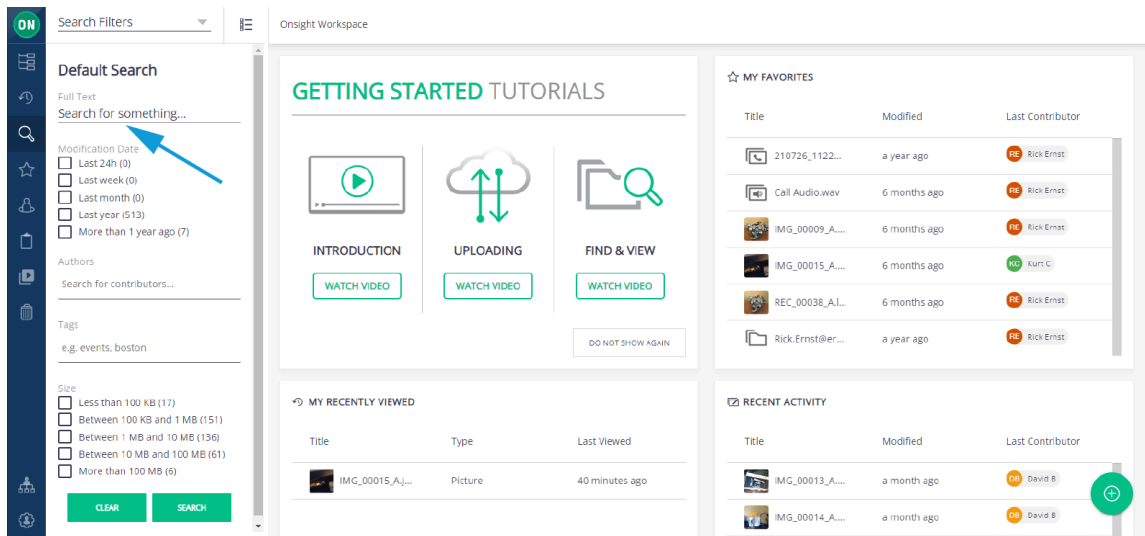 ON
Search Filters
Default Search
Full Text
Search for something...
Modification Date
Last 24h (0)
Last week (0)
Last month (0)
Last year (513)
More than 1 year ago (7)
Authors
Search for contributors...
Tags
e.g. events, boston
Size
Less than 100 KB (17)
Between 100 KB and 1 MB (151)
Between 1 MB and 10 MB (136)
Between 10 MB and 100 MB (61)
More than 100 MB (6)
CLEAR SEARCH
Onsight Workspace
GETTING STARTED TUTORIALS
INTRODUCTION UPLOADING FIND & VIEW
WATCH VIDEO WATCH VIDEO WATCH VIDEO
DO NOT SHOW AGAIN
MY FAVORITES
Title Modified Last Contributor
210726_1122... a year ago RE Rick Ernst
Call Audio.wav 6 months ago RE Rick Ernst
IMG_00009_A.... 6 months ago RE Rick Ernst
IMG_00015_A.... 6 months ago KC Kurt C
REC_00038_A.l... 6 months ago RE Rick Ernst
Rick.Ernst@er... a year ago RE Rick Ernst
MY RECENTLY VIEWED
Title Type Last Viewed
IMG_00015_A.j... Picture 40 minutes ago
RECENT ACTIVITY
Title Modified Last Contributor
IMG_00013_A.... a month ago DB David B
IMG_00014_A.... a month ago DB David B